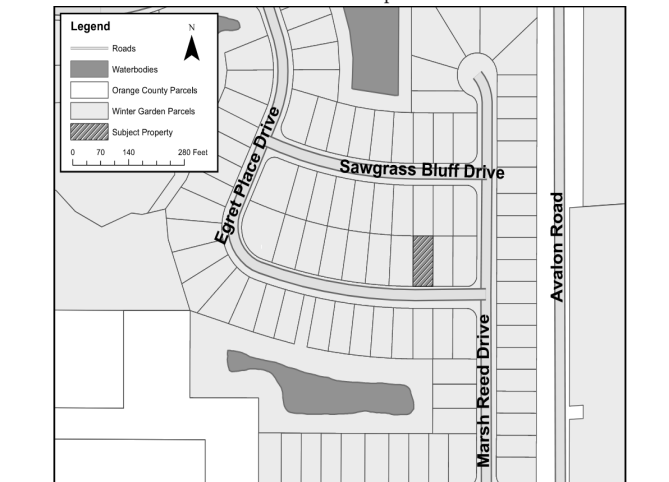 Legend
N
Roads
Waterbodies
Orange County Parcels
Winter Garden Parcels
Subject Property
0 70 140 280 Feet
Egret Place Drive
Sawgrass Bluff Drive
Avalon Road
Marsh Reed Drive